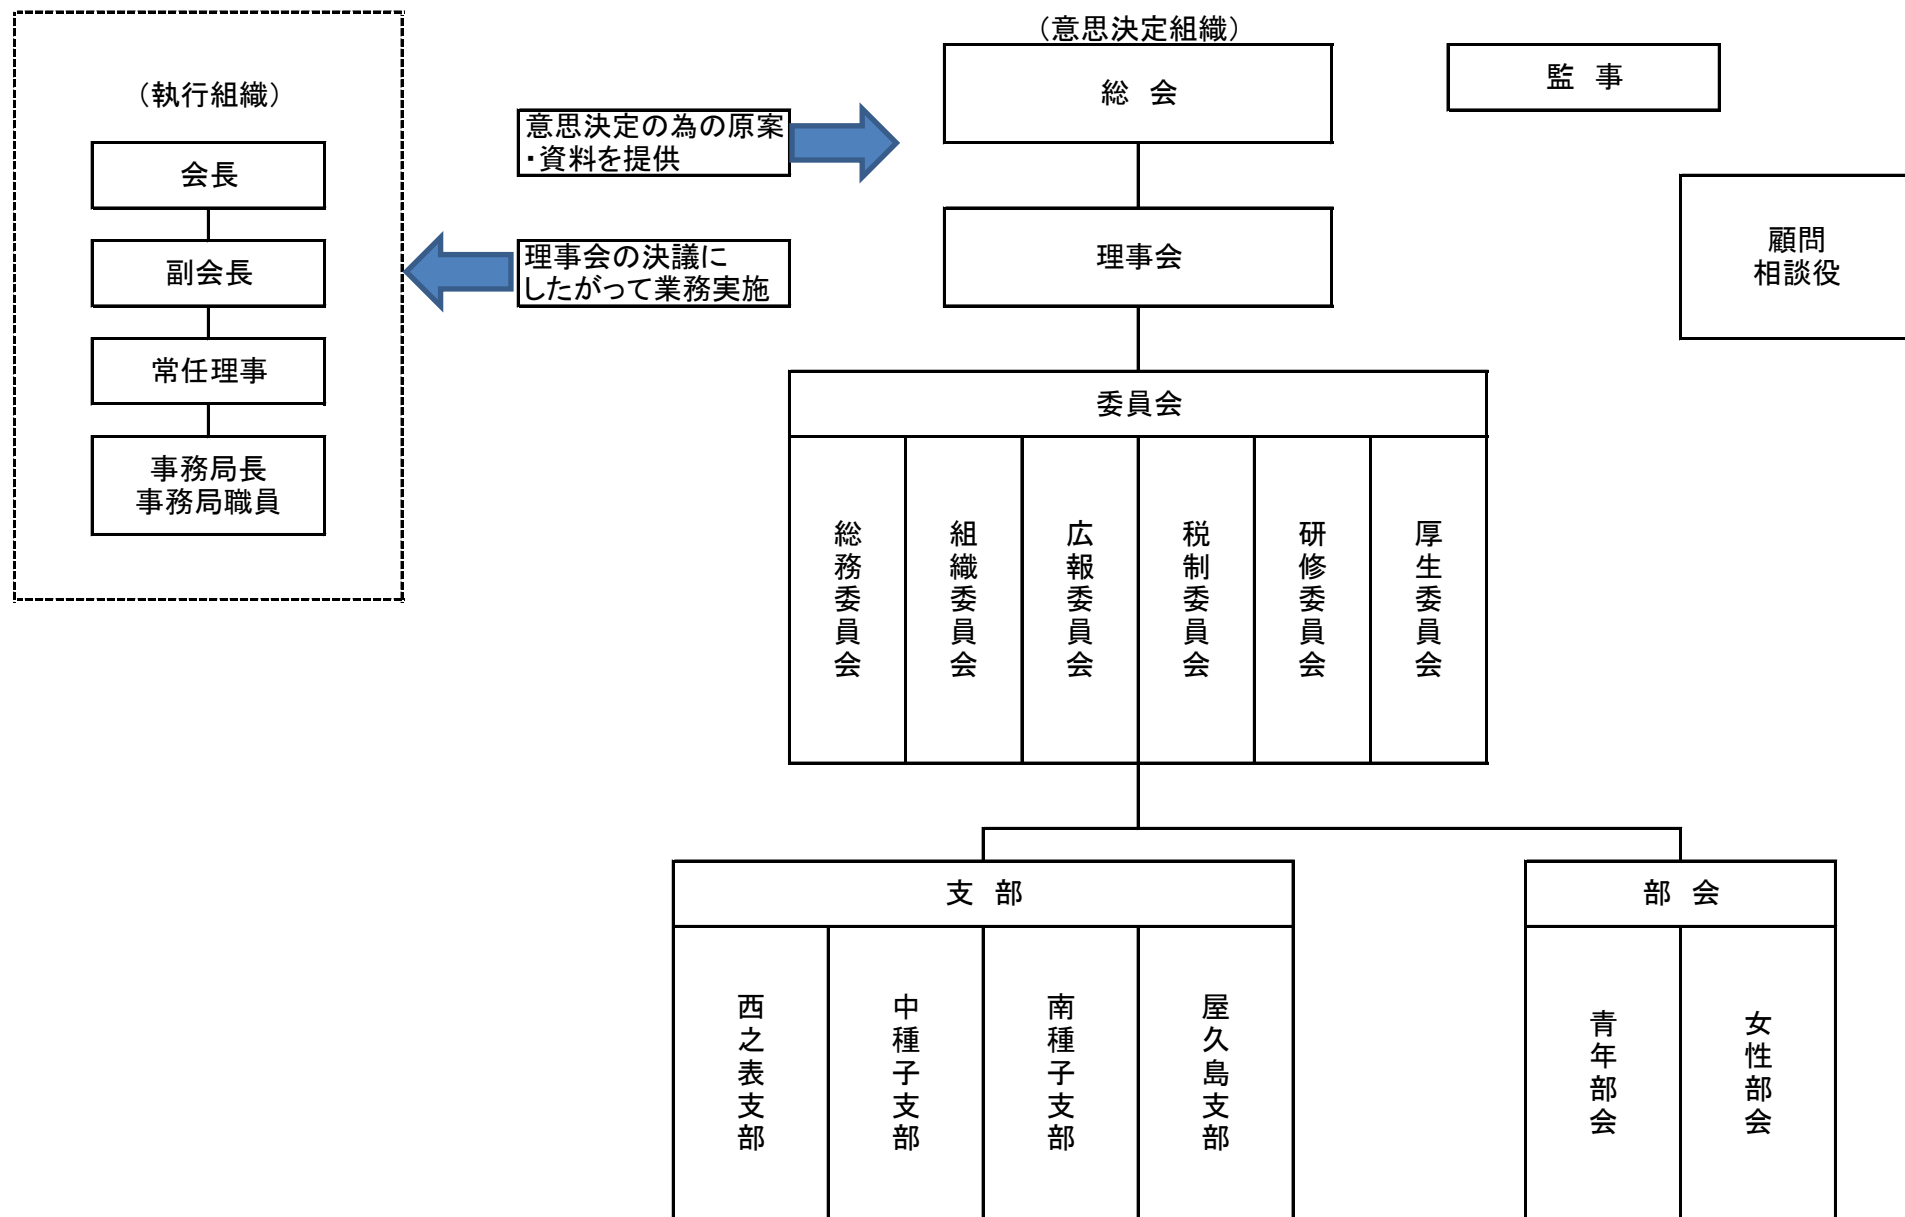 （執行組織）
会長
副会長
常任理事
事務局長
事務局職員
意思決定の為の原案
・資料を提供
理事会の決議に
したがって業務実施
（意思決定組織）
総 会
監 事
理事会
顧問
相談役
委員会
総務委員会
組織委員会
広報委員会
税制委員会
研修委員会
厚生委員会
支 部
西之表支部
中種子支部
南種子支部
屋久島支部
部 会
青年部会
女性部会